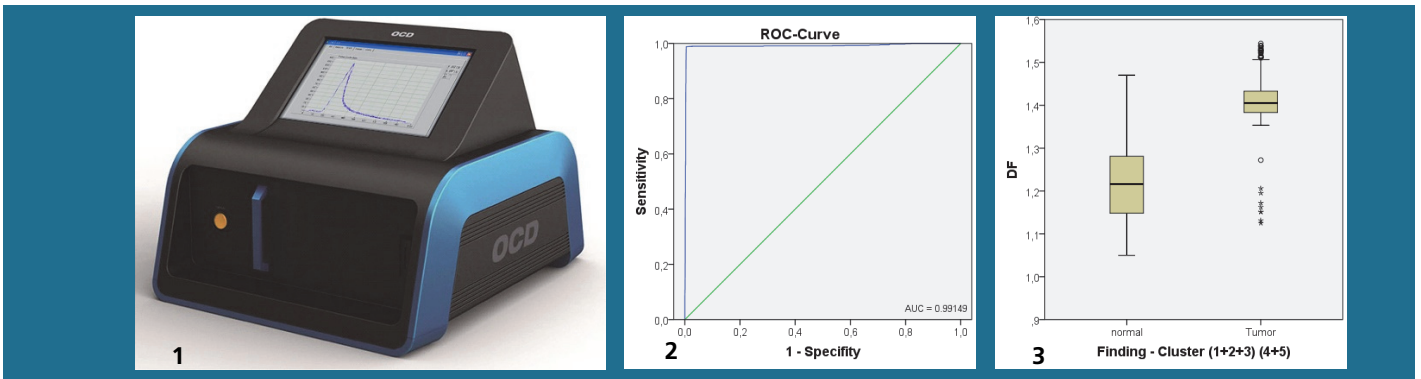 OCD
OCD
1
ROC-Curve
Sensitivity
1,0
0,8
0,6
0,4
0,2
0,0
AUC = 0.99149
0,0 0,2 0,4 0,6 0,8 1,0
1 - Specifity
2
DF
1,6
1,5
1,4
1,3
1,2
1,1
1,0
,9
normal Tumor
Finding - Cluster (1+2+3) (4+5)
3